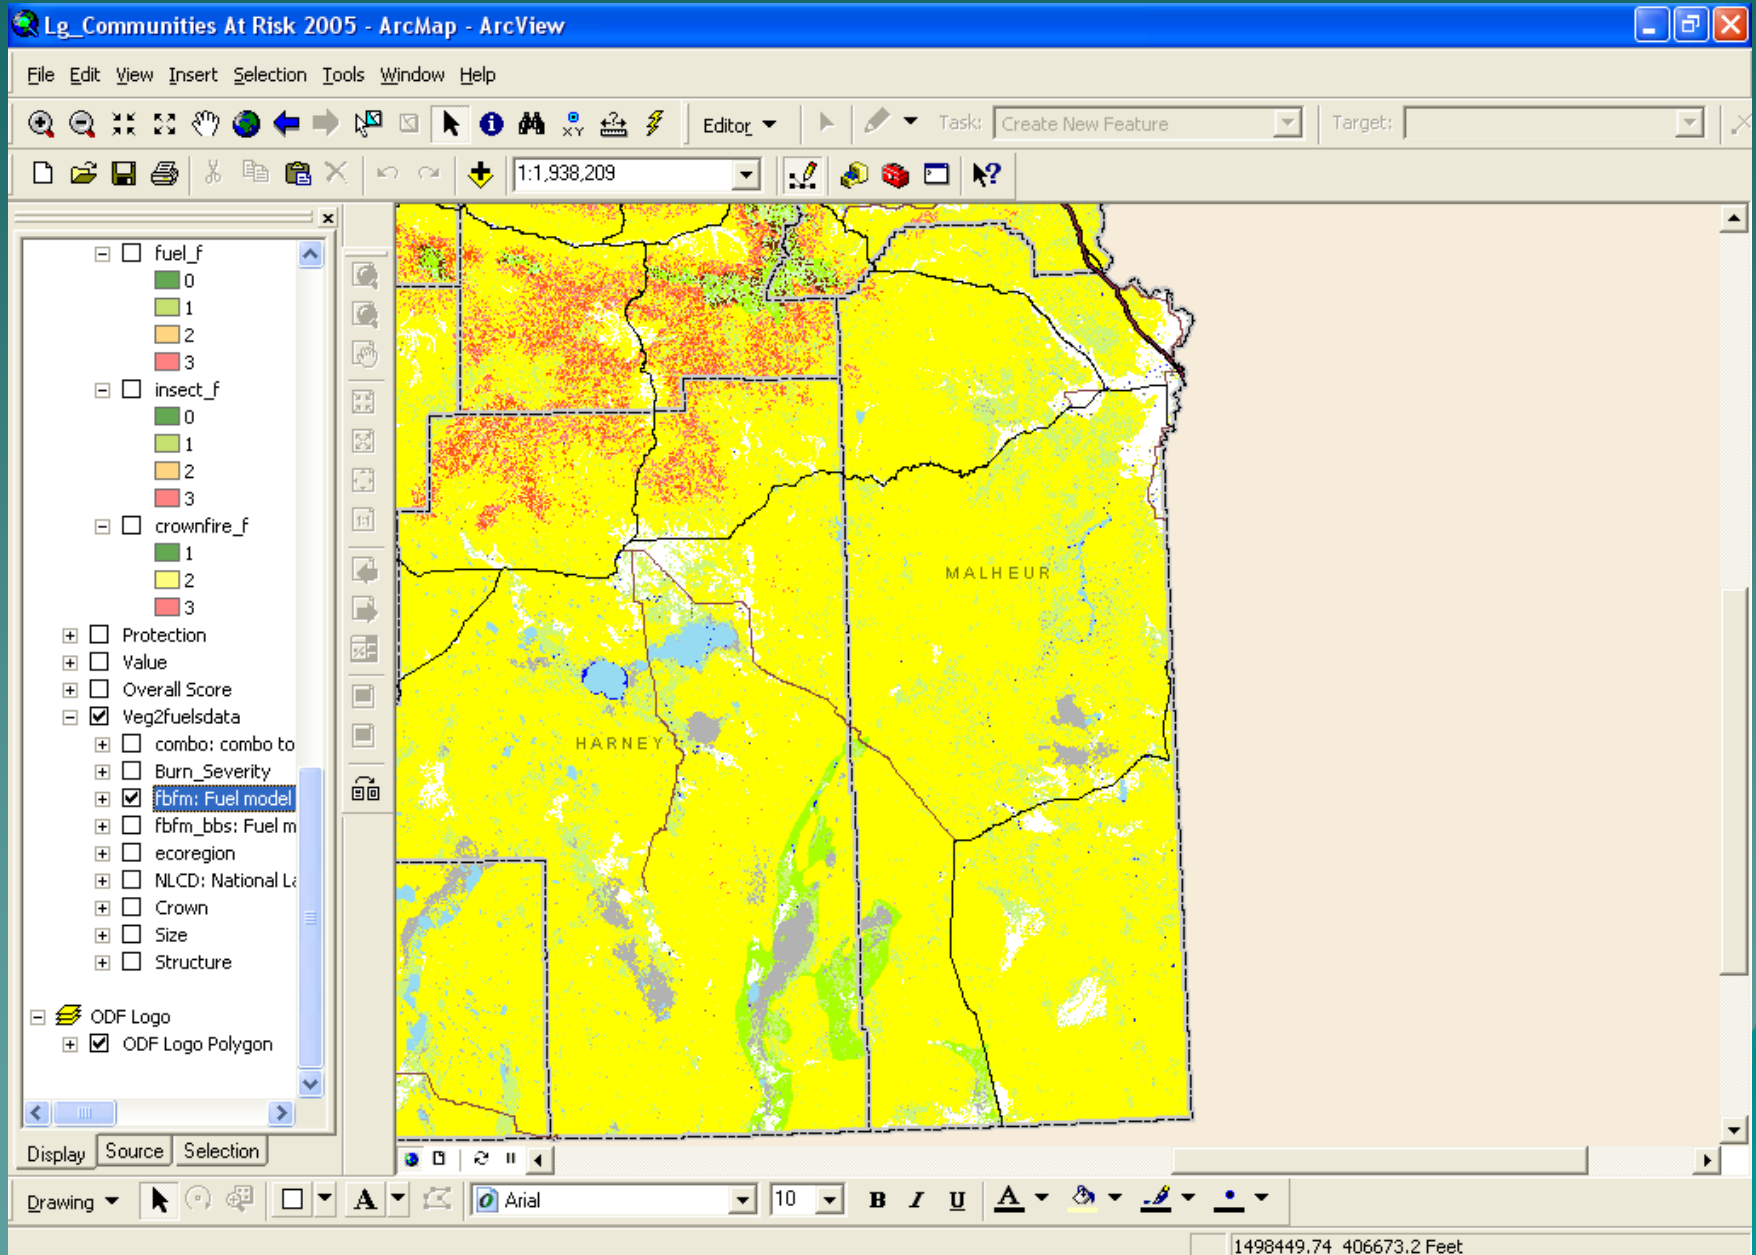 Lg_Communities At Risk 2005 - ArcMap - ArcView
File Edit View Insert Selection Tools Window Help
Editor Task: Create New Feature Target:
1:1,938,209
fuel_f
0
1
2
3
insect_f
0
1
2
3
crownfire_f
1
2
3
Protection
Value
Overall Score
Veg2fuelsdata
combo: combo to
Burn_Severity
fbfm: Fuel model
fbfm_bbs: Fuel m
ecoregion
NLCD: National La
Crown
Size
Structure
ODF Logo
ODF Logo Polygon
Display Source Selection
1:1
MALHEUR
HARNEY
Drawing A Arial 10 B I U A
1498449.74 406673.2 Feet